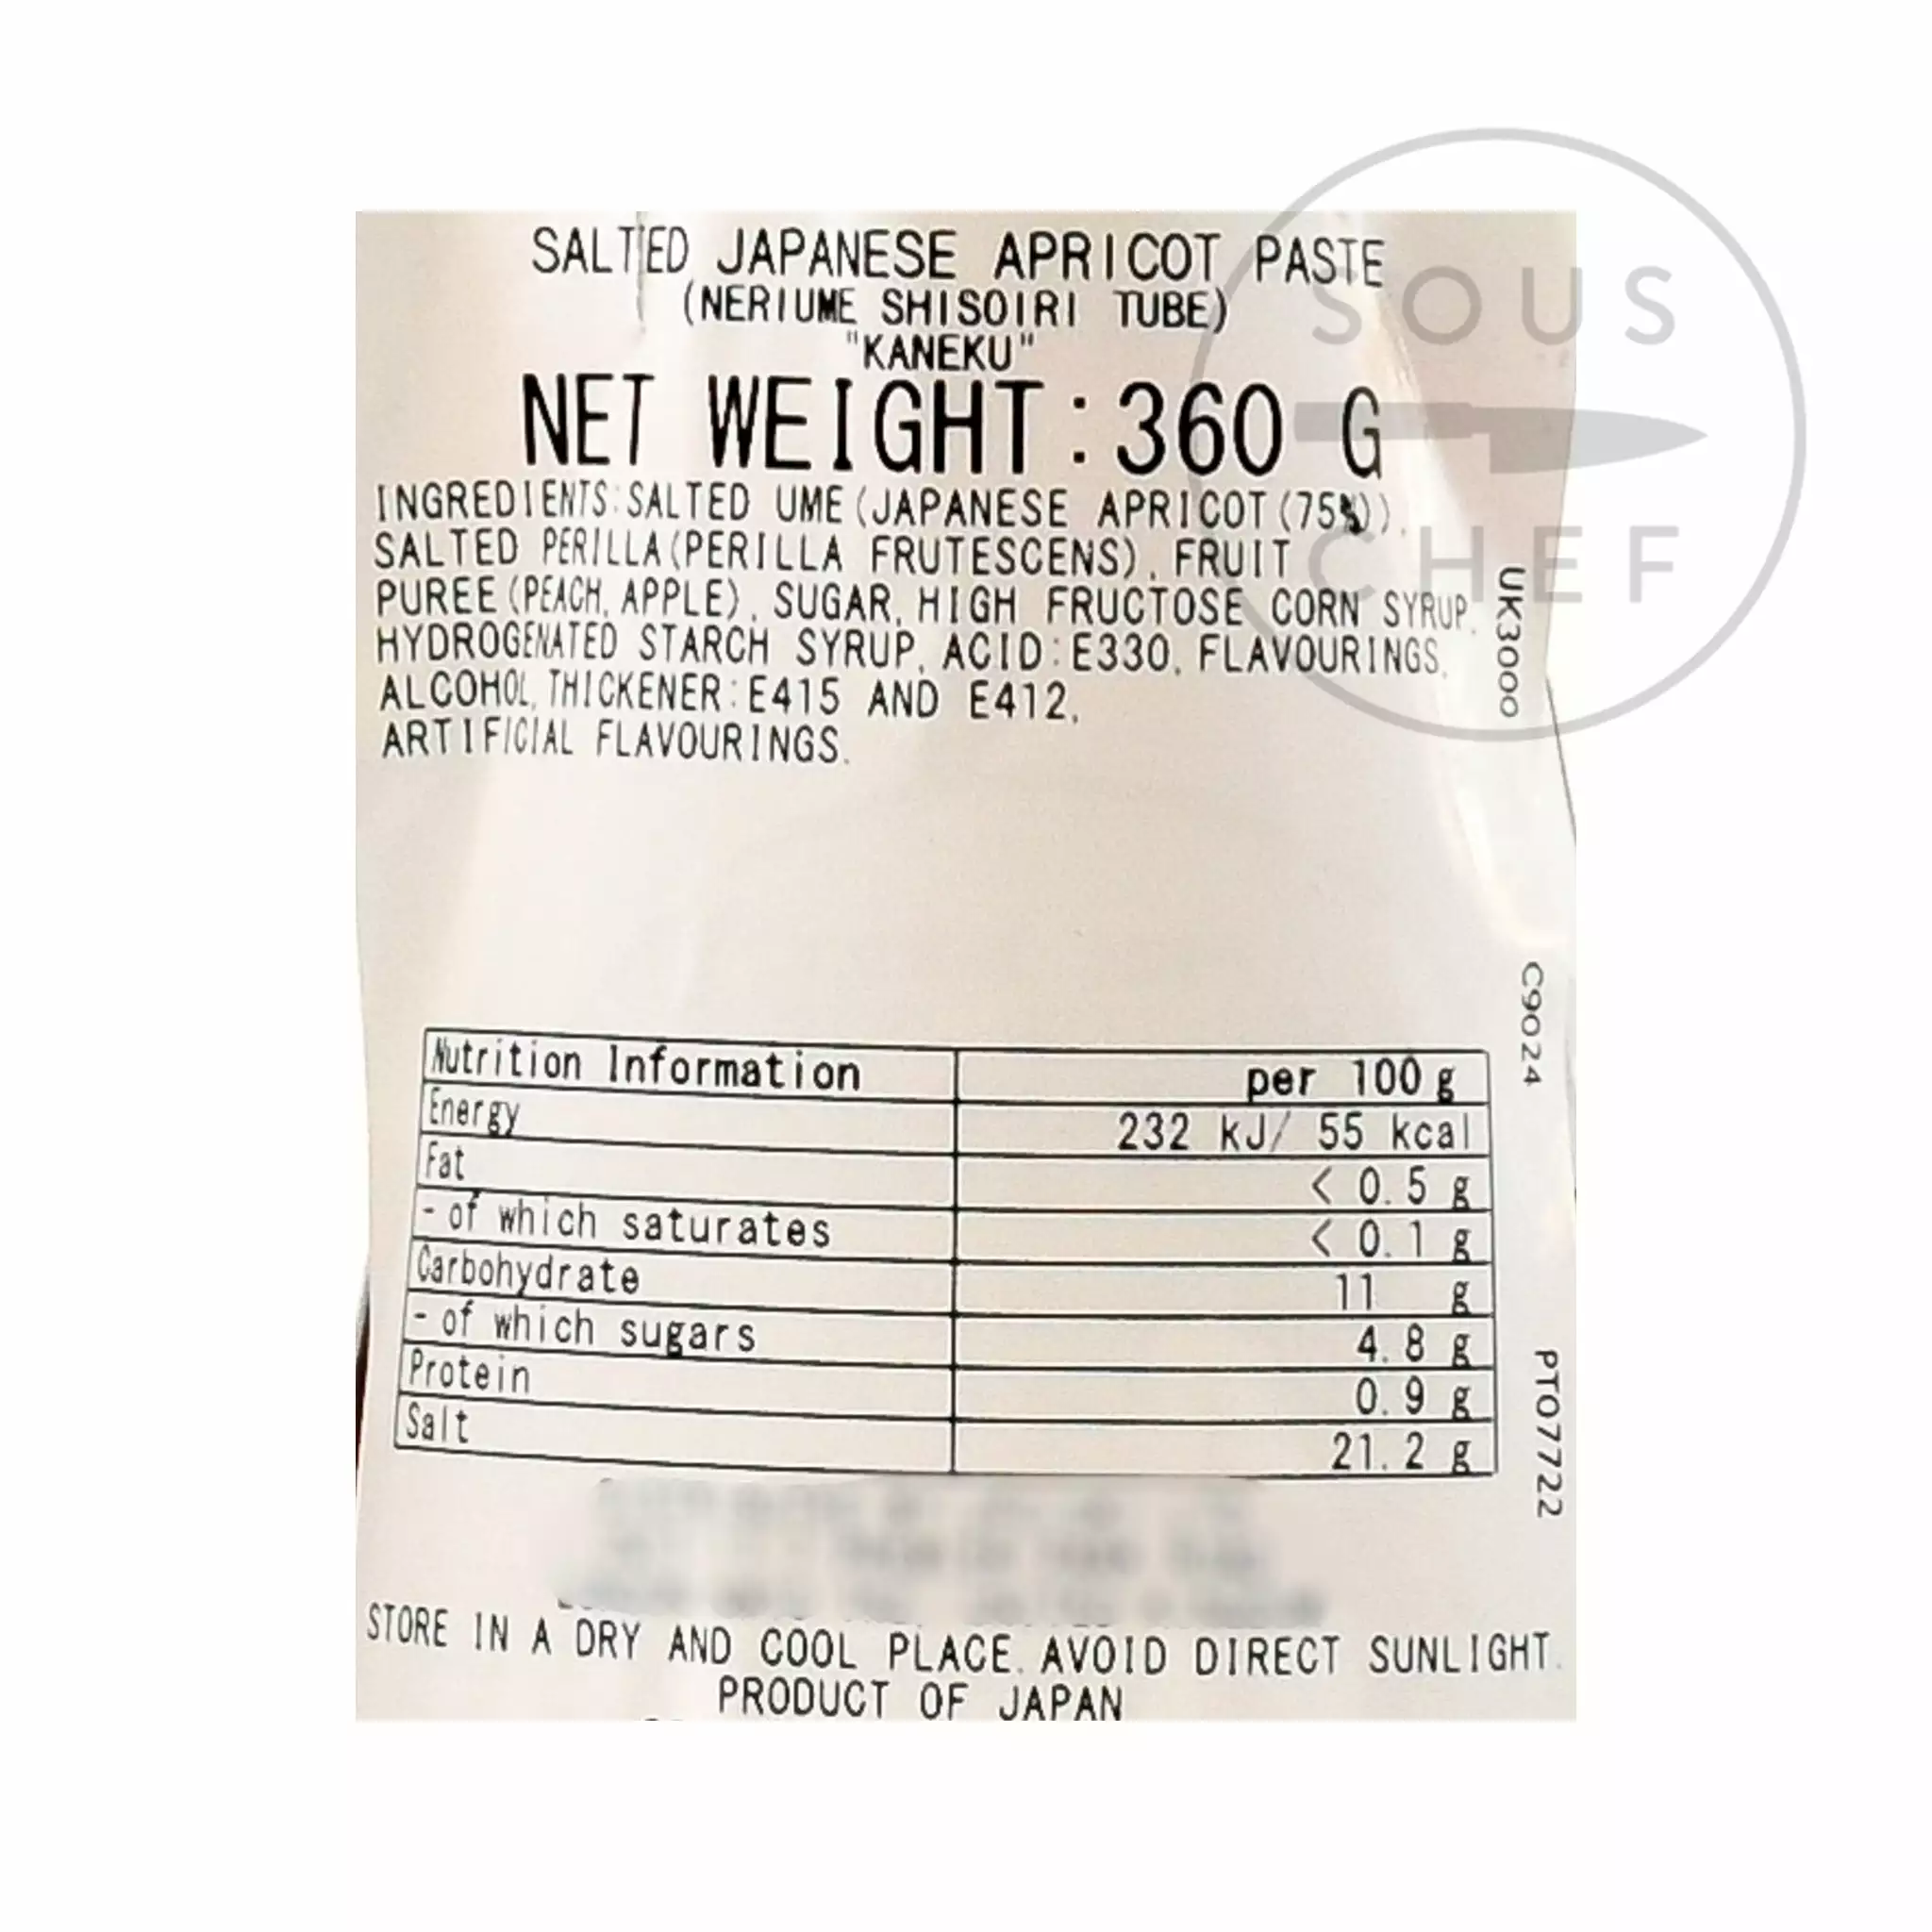 SALTED JAPANESE APRICOT PASTE
(NERIUME SHISOIRI TUBE)
"KANEKU"
NET WEIGHT:360 G
INGREDIENTS:SALTED UME(JAPANESE APRICOT(75%)),
SALTED PERILLA(PERILLA FRUTESCENS), FRUIT
PUREE(PEACH, APPLE), SUGAR, HIGH FRUCTOSE CORN SYRUP,
HYDROGENATED STARCH SYRUP, ACID:E330, FLAVOURINGS,
ALCOHOL, THICKENER:E415 AND E412,
ARTIFICIAL FLAVOURINGS.
SOUS
CHEF
UK3000
C9024
PT07722
Nutrition Information per 100g
Energy 232 kJ/ 55 kcal
Fat < 0.5 g
- of which saturates < 0.1 g
Carbohydrate 11 g
- of which sugars 4.8 g
Protein 0.9 g
Salt 21.2 g
STORE IN A DRY AND COOL PLACE. AVOID DIRECT SUNLIGHT.
PRODUCT OF JAPAN